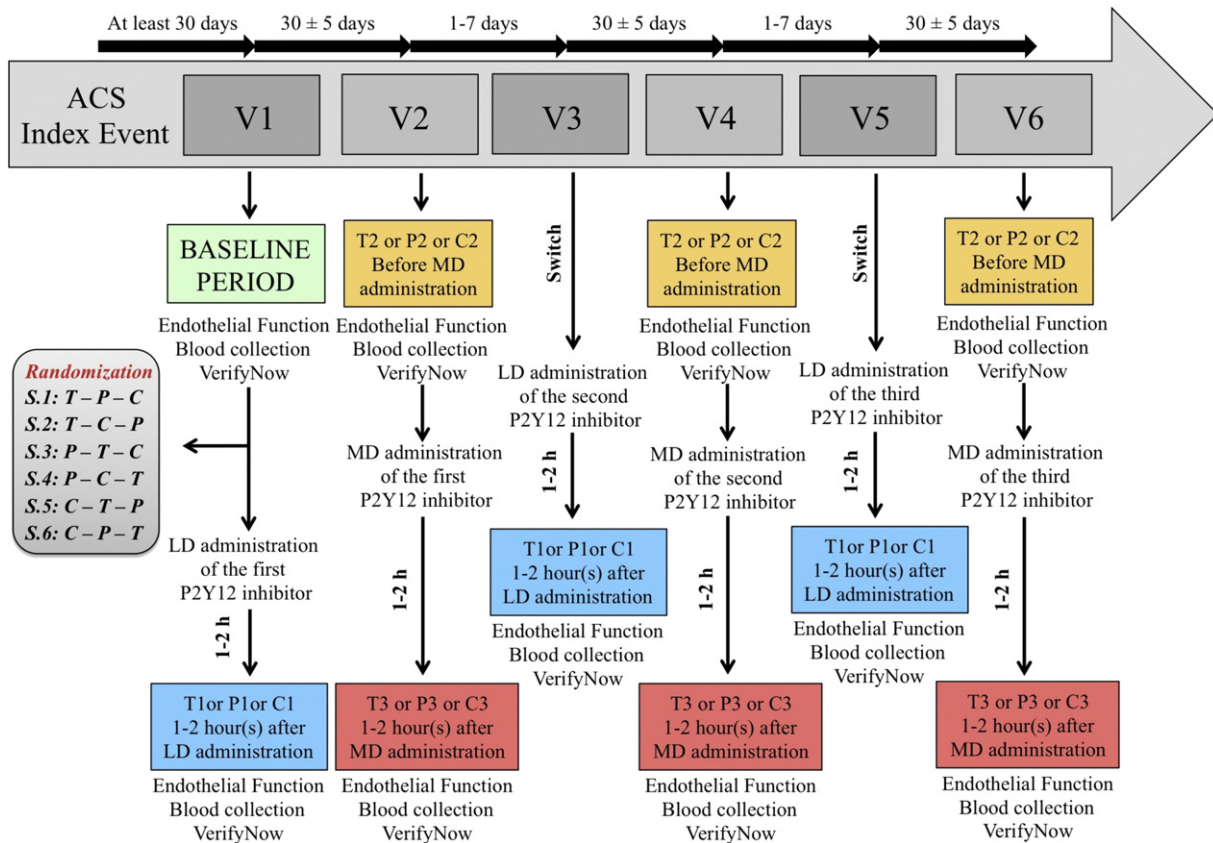 At least 30 days
30 ± 5 days
1-7 days
30 ± 5 days
1-7 days
30 ± 5 days
ACS
Index Event
V1
V2
V3
V4
V5
V6
BASELINE
PERIOD
Endothelial Function
Blood collection
VerifyNow
Randomization
S.1: T – P – C
S.2: T – C – P
S.3: P – T – C
S.4: P – C – T
S.5: C – T – P
S.6: C – P – T
LD administration
of the first
P2Y12 inhibitor
1-2 h
T1or P1or C1
1-2 hour(s) after
LD administration
Endothelial Function
Blood collection
VerifyNow
T2 or P2 or C2
Before MD
administration
Endothelial Function
Blood collection
VerifyNow
MD administration
of the first
P2Y12 inhibitor
1-2 h
T3 or P3 or C3
1-2 hour(s) after
MD administration
Endothelial Function
Blood collection
VerifyNow
Switch
LD administration
of the second
P2Y12 inhibitor
1-2 h
T1or P1or C1
1-2 hour(s) after
LD administration
Endothelial Function
Blood collection
VerifyNow
T2 or P2 or C2
Before MD
administration
Endothelial Function
Blood collection
VerifyNow
MD administration
of the second
P2Y12 inhibitor
1-2 h
T3 or P3 or C3
1-2 hour(s) after
MD administration
Endothelial Function
Blood collection
VerifyNow
Switch
LD administration
of the third
P2Y12 inhibitor
1-2 h
T1or P1or C1
1-2 hour(s) after
LD administration
Endothelial Function
Blood collection
VerifyNow
T2 or P2 or C2
Before MD
administration
Endothelial Function
Blood collection
VerifyNow
MD administration
of the third
P2Y12 inhibitor
1-2 h
T3 or P3 or C3
1-2 hour(s) after
MD administration
Endothelial Function
Blood collection
VerifyNow